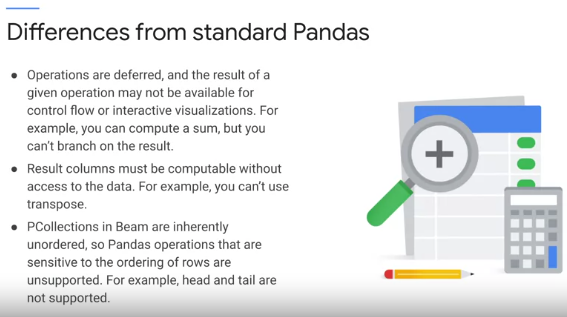 Differences from standard Pandas
● Operations are deferred, and the result of a
given operation may not be available for
control flow or interactive visualizations. For
example, you can compute a sum, but you
can't branch on the result.
● Result columns must be computable without
access to the data. For example, you can't use
transpose.
● PCollections in Beam are inherently
unordered, so Pandas operations that are
sensitive to the ordering of rows are
unsupported. For example, head and tail are
not supported.